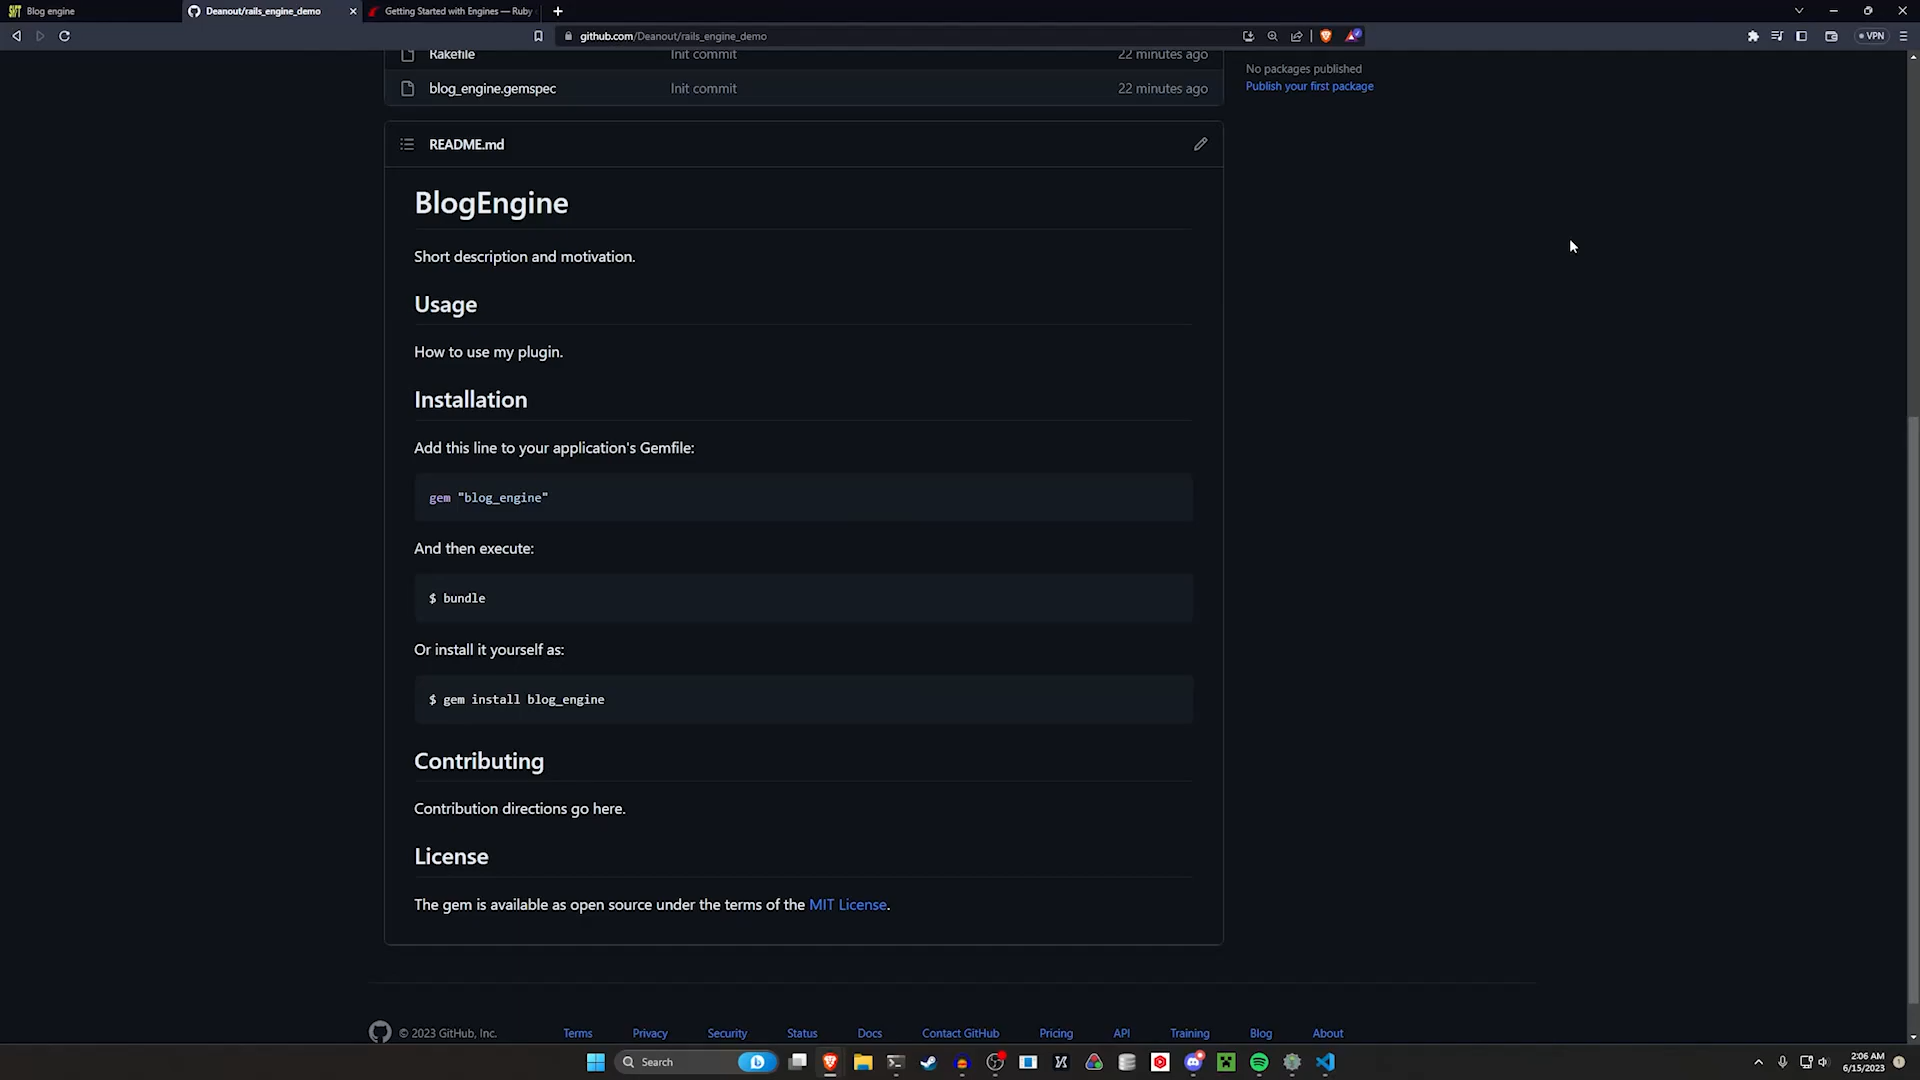 Blog engine
Deanout/rails_engine_demo
Getting Started with Engines — Ruby
github.com/Deanout/rails_engine_demo
VPN
Rakefile
Init commit
22 minutes ago
blog_engine.gemspec
Init commit
22 minutes ago
No packages published
Publish your first package
README.md
BlogEngine
Short description and motivation.
Usage
How to use my plugin.
Installation
Add this line to your application's Gemfile:
gem "blog_engine"
And then execute:
$ bundle
Or install it yourself as:
$ gem install blog_engine
Contributing
Contribution directions go here.
License
The gem is available as open source under the terms of the MIT License.
© 2023 GitHub, Inc.
Terms
Privacy
Security
Status
Docs
Contact GitHub
Pricing
API
Training
Blog
About
Search
2:06 AM
6/15/2023